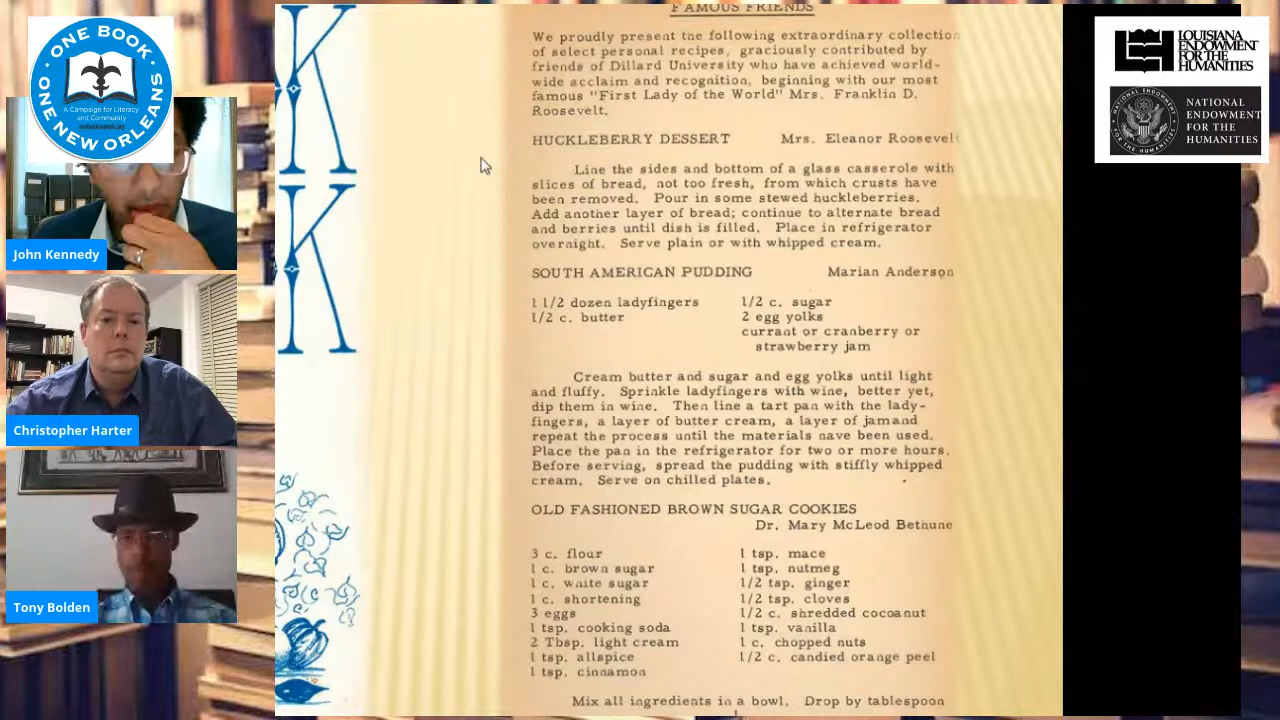 ONE BOOK
ONE NEW ORLEANS
A Campaign for Literacy
and Community
John Kennedy
Christopher Harter
Tony Bolden
K
K
FAMOUS FRIENDS
We proudly present the following extraordinary collection
of select personal recipes, graciously contributed by
friends of Dillard University who have achieved world-
wide acclaim and recognition, beginning with our most
famous "First Lady of the World" Mrs. Franklin D.
Roosevelt.
HUCKLEBERRY DESSERT Mrs. Eleanor Roosevelt
Line the sides and bottom of a glass casserole with
slices of bread, not too fresh, from which crusts have
been removed. Pour in some stewed huckleberries.
Add another layer of bread; continue to alternate bread
and berries until dish is filled. Place in refrigerator
overnight. Serve plain or with whipped cream.
SOUTH AMERICAN PUDDING Marian Anderson
1 1/2 dozen ladyfingers 1/2 c. sugar
1/2 c. butter 2 egg yolks
currant or cranberry or
strawberry jam
Cream butter and sugar and egg yolks until light
and fluffy. Sprinkle ladyfingers with wine, better yet,
dip them in wine. Then line a tart pan with the lady-
fingers, a layer of butter cream, a layer of jam and
repeat the process until the materials nave been used.
Place the pan in the refrigerator for two or more hours.
Before serving, spread the pudding with stiffly whipped
cream. Serve on chilled plates.
OLD FASHIONED BROWN SUGAR COOKIES
Dr. Mary McLeod Bethune
3 c. flour 1 tsp. mace
1 c. brown sugar 1 tsp. nutmeg
1 c. white sugar 1/2 tsp. ginger
1 c. shortening 1/2 tsp. cloves
3 eggs 1/2 c. shredded cocoanut
1 tsp. cooking soda 1 tsp. vanilla
2 Tbsp. light cream 1 c. chopped nuts
1 tsp. allspice 1/2 c. candied orange peel
1 tsp. cinnamon
Mix all ingredients in a bowl. Drop by tablespoon
LOUISIANA
ENDOWMENT
FOR THE
HUMANITIES
NATIONAL
ENDOWMENT
FOR THE
HUMANITIES